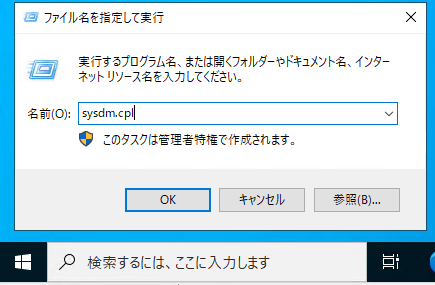 ファイル名を指定して実行
実行するプログラム名、または開くフォルダーやドキュメント名、インター
ネット リソース名を入力してください。
名前(O): sysdm.cpl
このタスクは管理者特権で作成されます。
OK キャンセル 参照(B)...
検索するには、ここに入力します